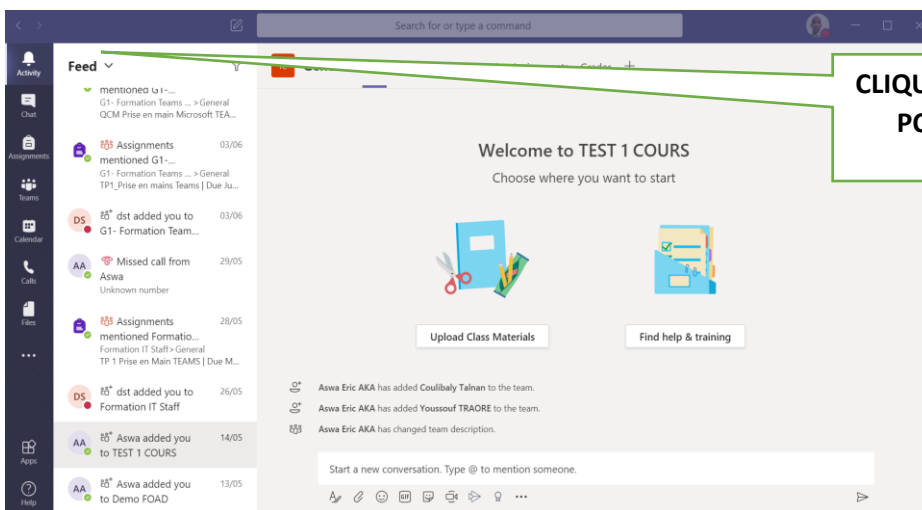 Search for or type a command
Activity
Chat
Assignments
Teams
Calendar
Calls
Files
Apps
Help
Feed
mentioned G1-...
G1- Formation Teams ... > General
QCM Prise en main Microsoft TEA...
Assignments 03/06
mentioned G1-...
G1- Formation Teams ... > General
TP1_Prise en mains Teams | Due Ju...
DS dst added you to 03/06
G1- Formation Team...
AA Missed call from 29/05
Aswa
Unknown number
Assignments 28/05
mentioned Formatio...
Formation IT Staff > General
TP 1 Prise en Main TEAMS | Due M...
DS dst added you to 26/05
Formation IT Staff
AA Aswa added you 14/05
to TEST 1 COURS
AA Aswa added you 13/05
to Demo FOAD
CLIQU
PO
Welcome to TEST 1 COURS
Choose where you want to start
Upload Class Materials
Find help & training
Aswa Eric AKA has added Coulibaly Talnan to the team.
Aswa Eric AKA has added Youssouf TRAORE to the team.
Aswa Eric AKA has changed team description.
Start a new conversation. Type @ to mention someone.
GIF